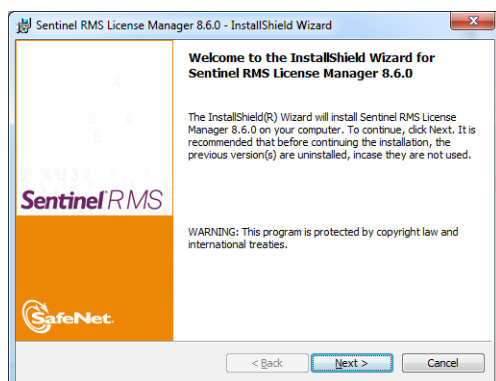 Sentinel RMS License Manager 8.6.0 - InstallShield Wizard
Welcome to the InstallShield Wizard for
Sentinel RMS License Manager 8.6.0
The InstallShield(R) Wizard will install Sentinel RMS License
Manager 8.6.0 on your computer. To continue, click Next. It is
recommended that before continuing the installation, the
previous version(s) are uninstalled, incase they are not used.
Sentinel RMS
WARNING: This program is protected by copyright law and
international treaties.
SafeNet.
< Back
Next >
Cancel